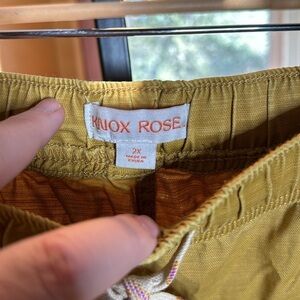 KNOX ROSE
2X
MADE IN
CHINA